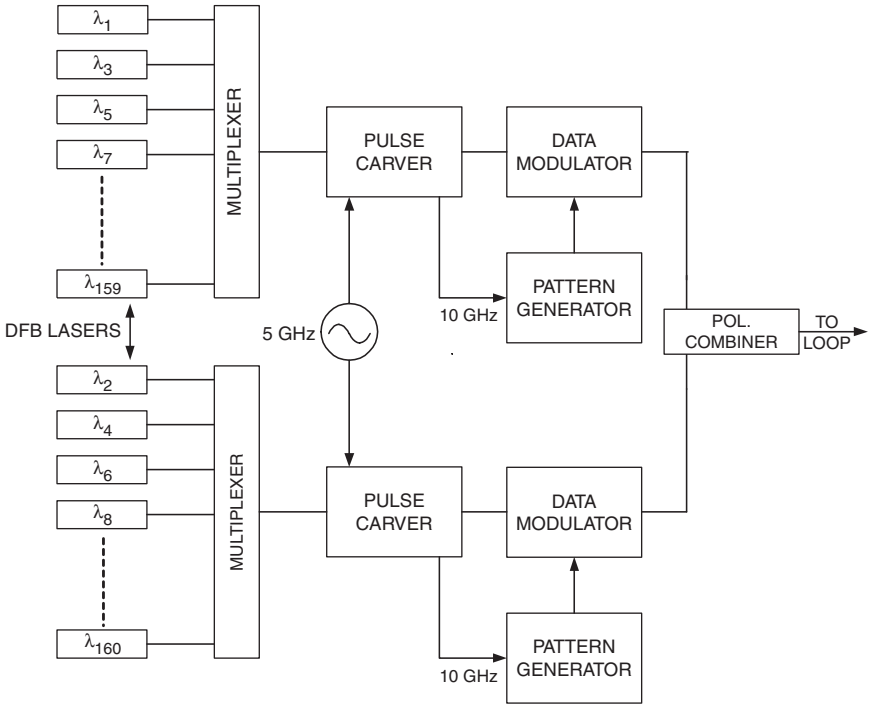 λ1
λ3
λ5
λ7
λ159
MULTIPLEXER
PULSE
CARVER
DATA
MODULATOR
PATTERN
GENERATOR
10 GHz
5 GHz
DFB LASERS
POL.
COMBINER
TO
LOOP
λ2
λ4
λ6
λ8
λ160
MULTIPLEXER
PULSE
CARVER
DATA
MODULATOR
PATTERN
GENERATOR
10 GHz